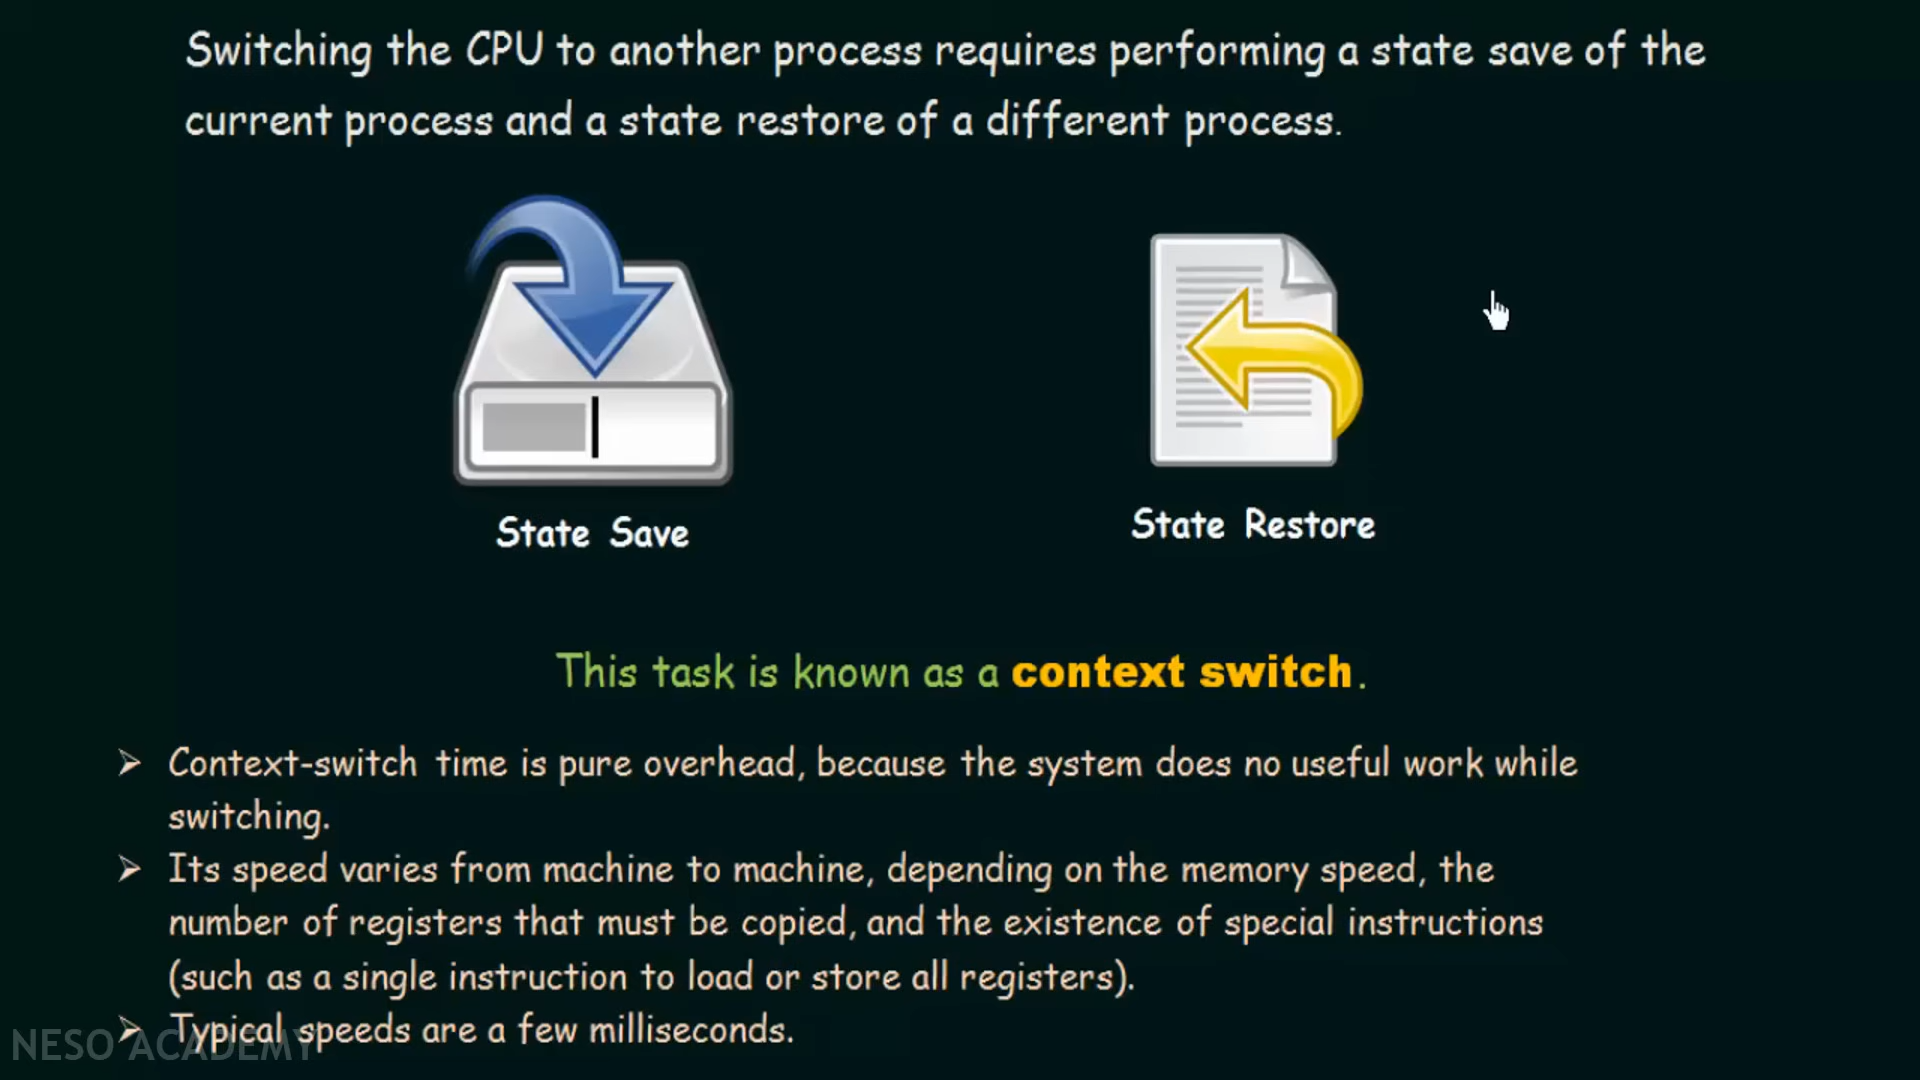 Switching the CPU to another process requires performing a state save of the
current process and a state restore of a different process.
State Save
State Restore
This task is known as a context switch.
➢ Context-switch time is pure overhead, because the system does no useful work while
switching.
➢ Its speed varies from machine to machine, depending on the memory speed, the
number of registers that must be copied, and the existence of special instructions
(such as a single instruction to load or store all registers).
➢ Typical speeds are a few milliseconds.
NESO ACADEMY